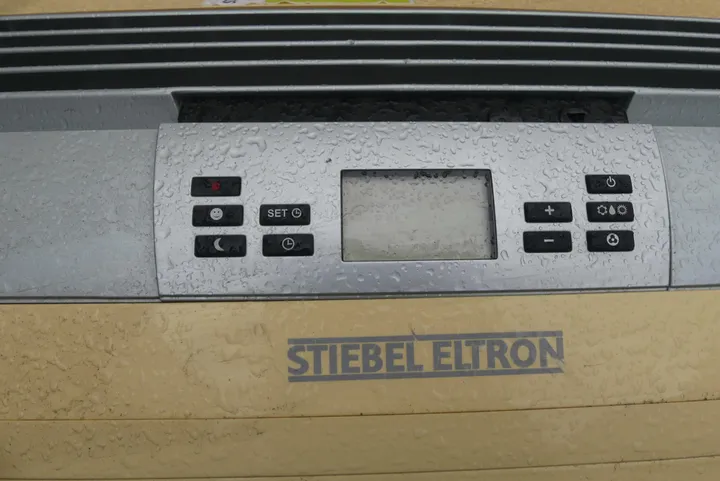 SET
+
−
STIEBEL ELTRON